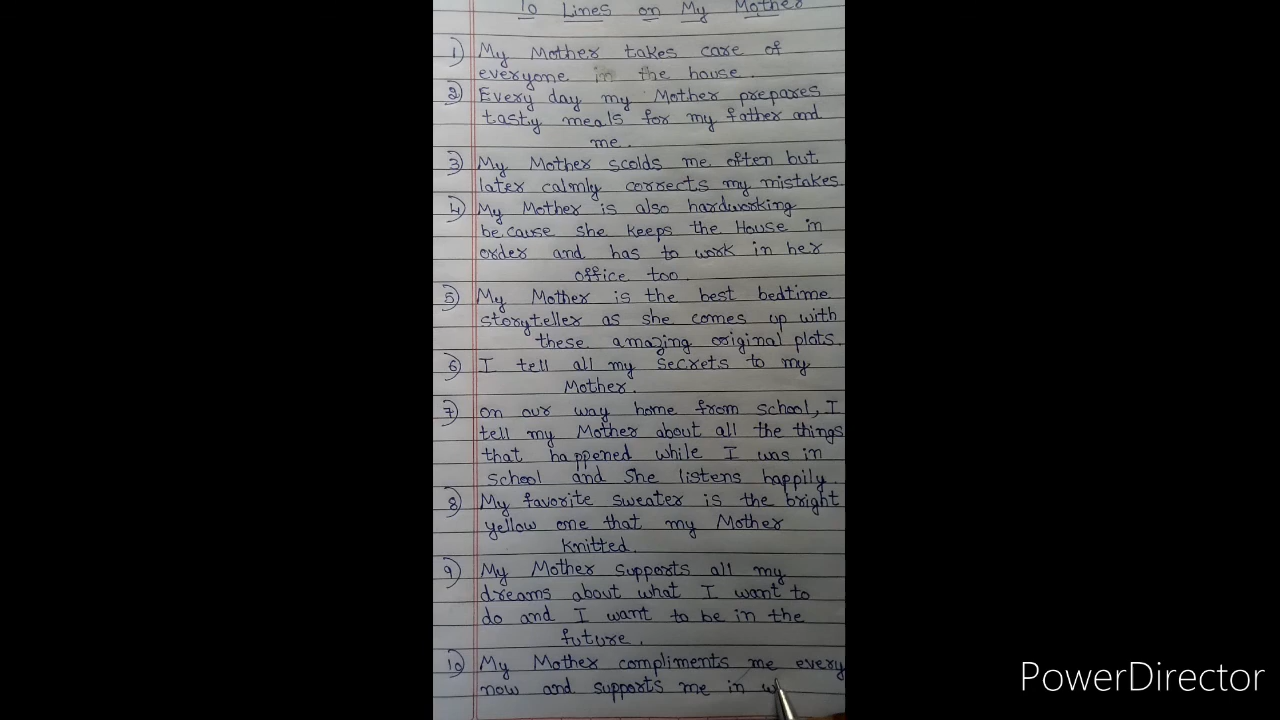 10 Lines on My Mother
1) My Mother takes care of
everyone in the house.
2) Every day my Mother prepares
tasty meals for my father and
me.
3) My Mother scolds me often but
later calmly corrects my mistakes
4) My Mother is also hardworking
because she keeps the House in
order and has to work in her
office too.
5) My Mother is the best bedtime
storyteller as she comes up with
these amazing original plots.
6) I tell all my secrets to my
Mother.
7) on our way home from school, I
tell my Mother about all the things
that happened while I was in
school and she listens happily.
8) My favorite sweater is the bright
yellow one that my Mother
knitted.
9) My Mother supports all my
dreams about what I want to
do and I want to be in the
future.
10) My Mother compliments me every
now and supports me in
PowerDirector